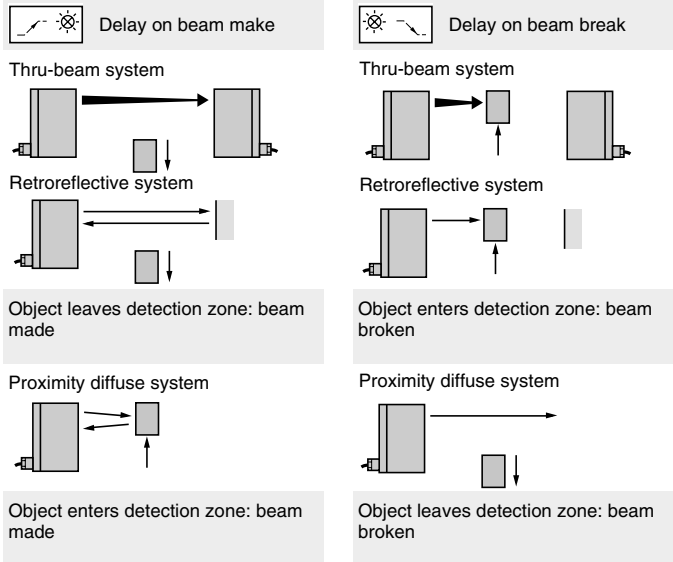 Delay on beam make
Thru-beam system
Retroreflective system
Object leaves detection zone: beam
made
Proximity diffuse system
Object enters detection zone: beam
made
Delay on beam break
Thru-beam system
Retroreflective system
Object enters detection zone: beam
broken
Proximity diffuse system
Object leaves detection zone: beam
broken